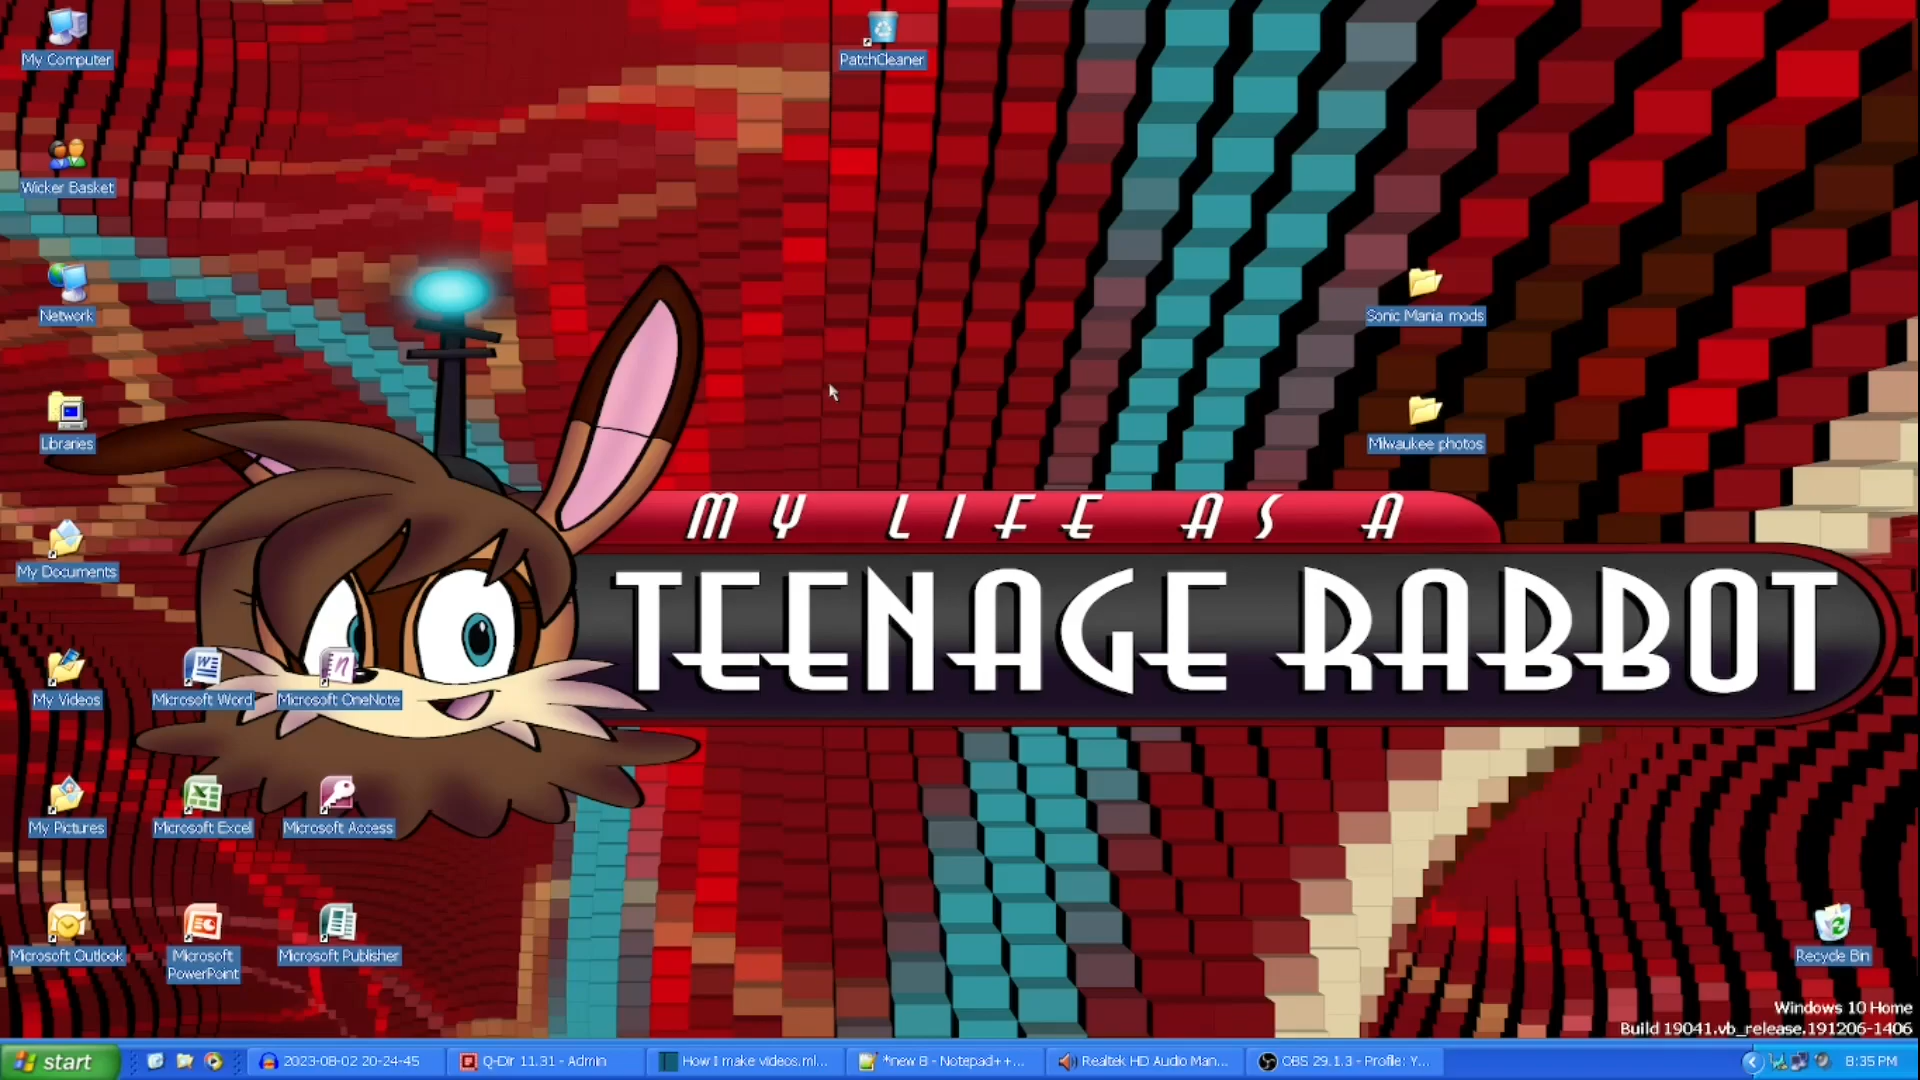 My Computer
PatchCleaner
Wicker Basket
Network
Sonic Mania mods
Libraries
Milwaukee photos
MY LIFE AS A
TEENAGE RABBOT
My Documents
My Videos
Microsoft Word
Microsoft OneNote
My Pictures
Microsoft Excel
Microsoft Access
Microsoft Outlook
Microsoft
PowerPoint
Microsoft Publisher
Recycle Bin
Windows 10 Home
Build 19041.vb_release.191206-1406
start
2023-08-02 20-24-45
Q-Dir 11.31 - Admin
How I make videos.ml...
*new 8 - Notepad++...
Realtek HD Audio Man...
OBS 29.1.3 - Profile: Y...
8:35 PM